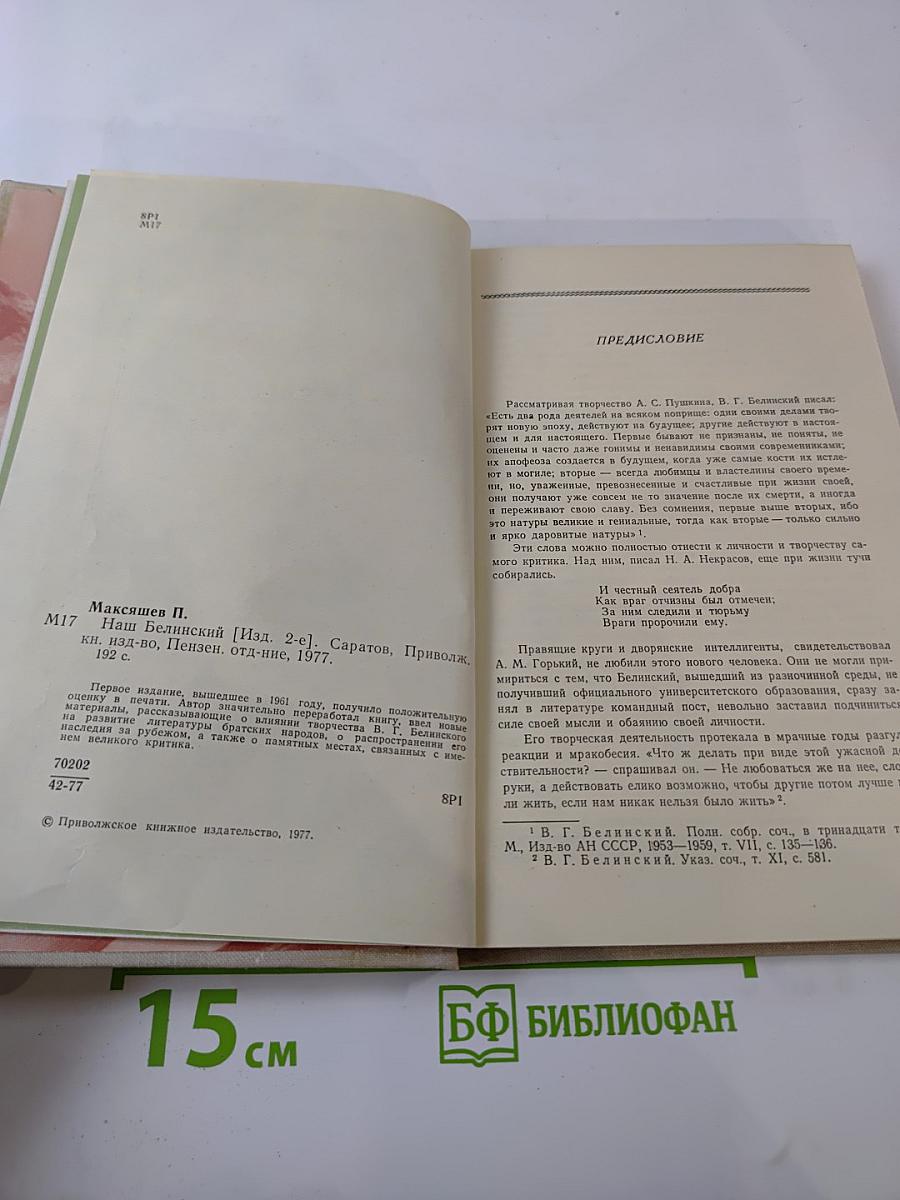 8Р1
М17
Максяшев П.
М17 Наш Белинский [Изд. 2-е]. Саратов, Приволж.
кн. изд-во, Пензен. отд-ние, 1977.
192 с.
Первое издание, вышедшее в 1961 году, получило положительную
оценку в печати. Автор значительно переработал книгу, ввел новые
материалы, рассказывающие о влиянии творчества В. Г. Белинского
на развитие литературы братских народов, о распространении его
наследия за рубежом, а также о памятных местах, связанных с име-
нем великого критика.
70202
42-77
8Р1
© Приволжское книжное издательство, 1977.
ПРЕДИСЛОВИЕ
Рассматривая творчество А. С. Пушкина, В. Г. Белинский писал:
«Есть два рода деятелей на всяком поприще: одни своими делами тво-
рят новую эпоху, действуют на будущее; другие действуют в настоя-
щем и для настоящего. Первые бывают не признаны, не поняты, не
оценены и часто даже гонимы и ненавидимы своими современниками;
их апофеоза создается в будущем, когда уже самые кости их истле-
ют в могиле; вторые — всегда любимцы и властелины своего време-
ни, но, уваженные, превознесенные и счастливые при жизни своей,
они получают уже совсем не то значение после их смерти, а иногда
и переживают свою славу. Без сомнения, первые выше вторых, ибо
это натуры великие и гениальные, тогда как вторые — только сильно
и ярко даровитые натуры»¹.
Эти слова можно полностью отнести к личности и творчеству са-
мого критика. Над ним, писал Н. А. Некрасов, еще при жизни тучи
собирались.
И честный сеятель добра
Как враг отчизны был отмечен;
За ним следили и тюрьму
Враги пророчили ему.
Правящие круги и дворянские интеллигенты, свидетельствовал
А. М. Горький, не любили этого нового человека. Они не могли при-
мириться с тем, что Белинский, вышедший из разночинной среды, не
получивший официального университетского образования, сразу за-
нял в литературе командный пост, невольно заставил подчиниться
силе своей мысли и обаянию своей личности.
Его творческая деятельность протекала в мрачные годы разгул
реакции и мракобесия. «Что ж делать при виде этой ужасной де
ствительности? — спрашивал он. — Не любоваться же на нее, сло
руки, а действовать елико возможно, чтобы другие потом лучше
ли жить, если нам никак нельзя было жить»².
¹ В. Г. Белинский. Полн. собр. соч., в тринадцати т
М., Изд-во АН СССР, 1953—1959, т. VII, с. 135—136.
² В. Г. Белинский. Указ. соч., т. XI, с. 581.
15 см
БФ БИБЛИОФАН